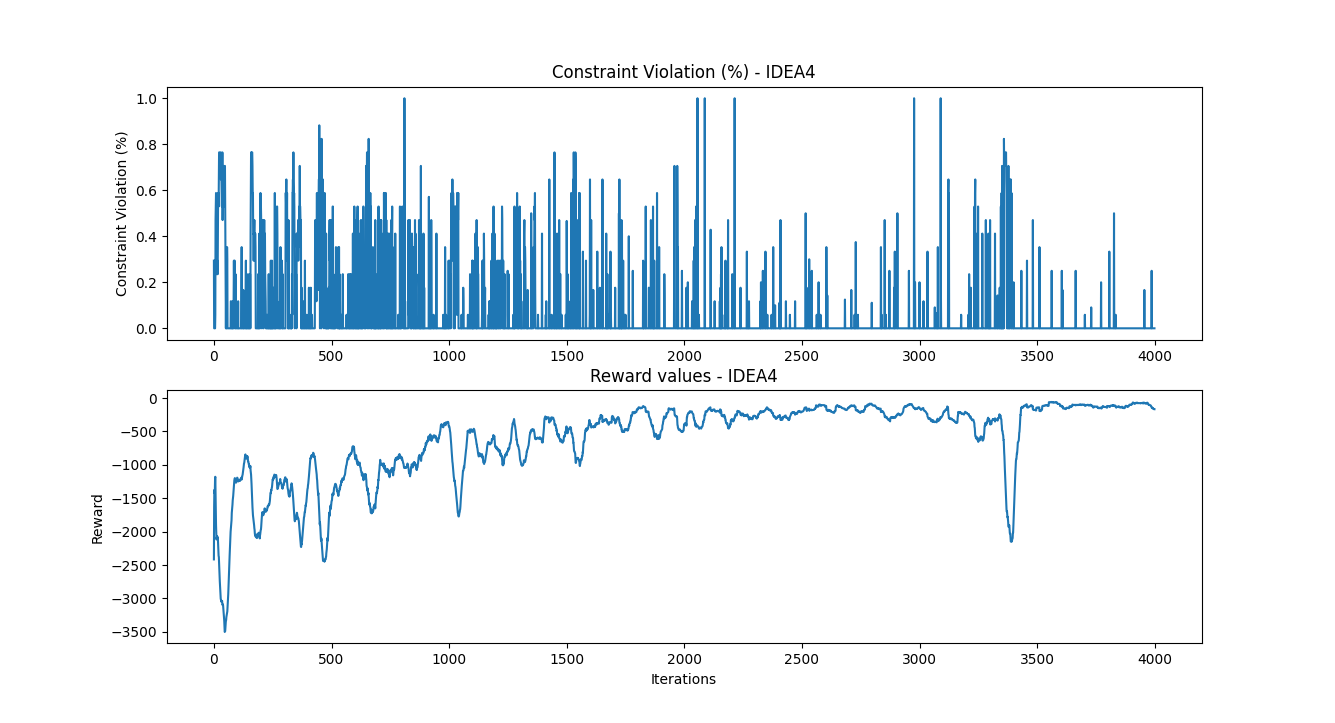 Constraint Violation (%) - IDEA4
Constraint Violation (%)
1.0
0.8
0.6
0.4
0.2
0.0
0 500 1000 1500 2000 2500 3000 3500 4000
Reward values - IDEA4
Reward
0
−500
−1000
−1500
−2000
−2500
−3000
−3500
0 500 1000 1500 2000 2500 3000 3500 4000
Iterations